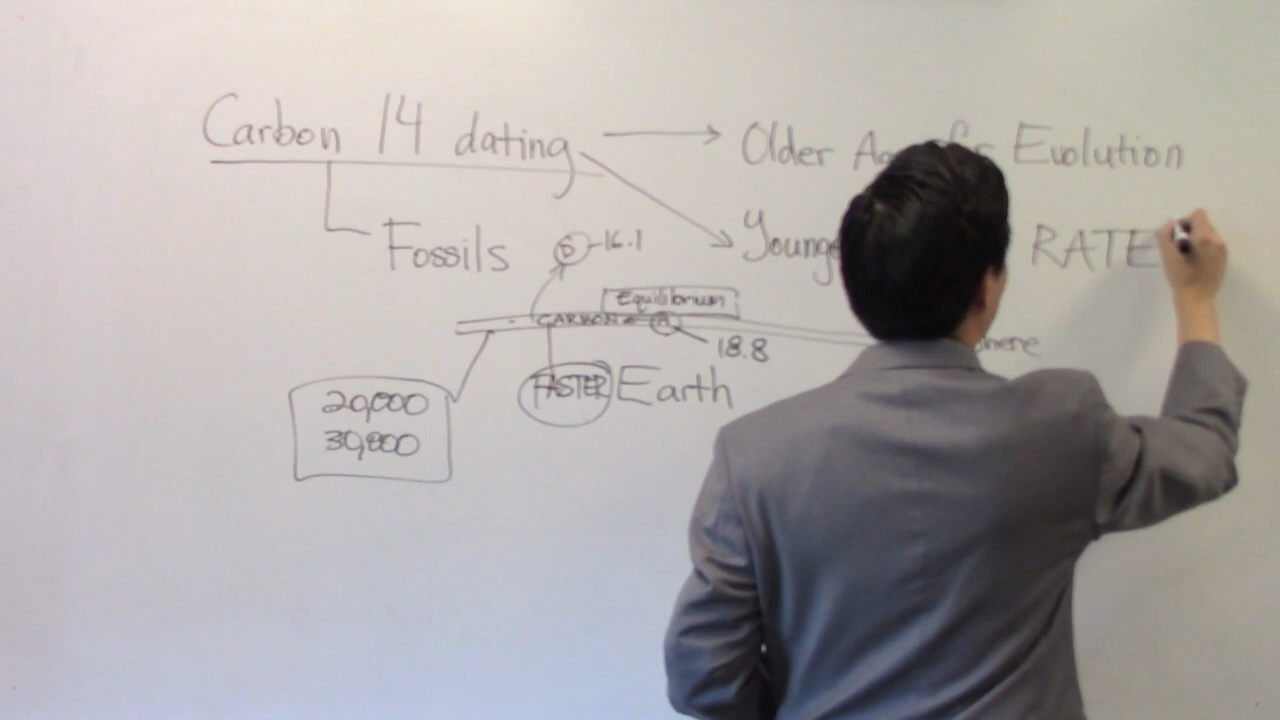 Carbon 14 dating → Older Evolution
Fossils S -16.1 RATE
Equilibrium
CARBON A
18.8
20,000
30,000
FASTER Earth